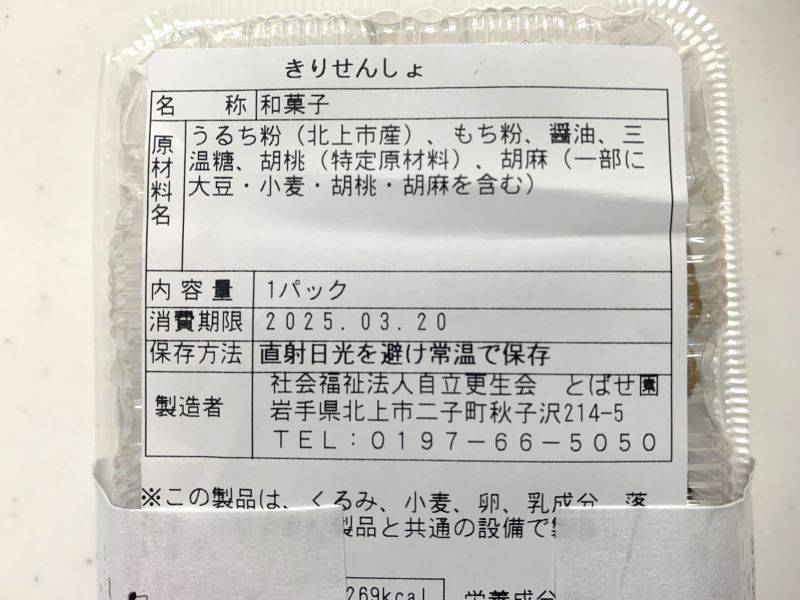 きりせんしょ
名 称 和菓子
原材料名
うるち粉（北上市産）、もち粉、醤油、三
温糖、胡桃（特定原材料）、胡麻（一部に
大豆・小麦・胡桃・胡麻を含む）
内容量 1パック
消費期限 2025.03.20
保存方法 直射日光を避け常温で保存
製造者
社会福祉法人自立更生会 とばせ園
岩手県北上市二子町秋子沢214-5
TEL:0197-66-5050
※この製品は、くるみ、小麦、卵、乳成分、落
製品と共通の設備で
269kcal 栄養成分